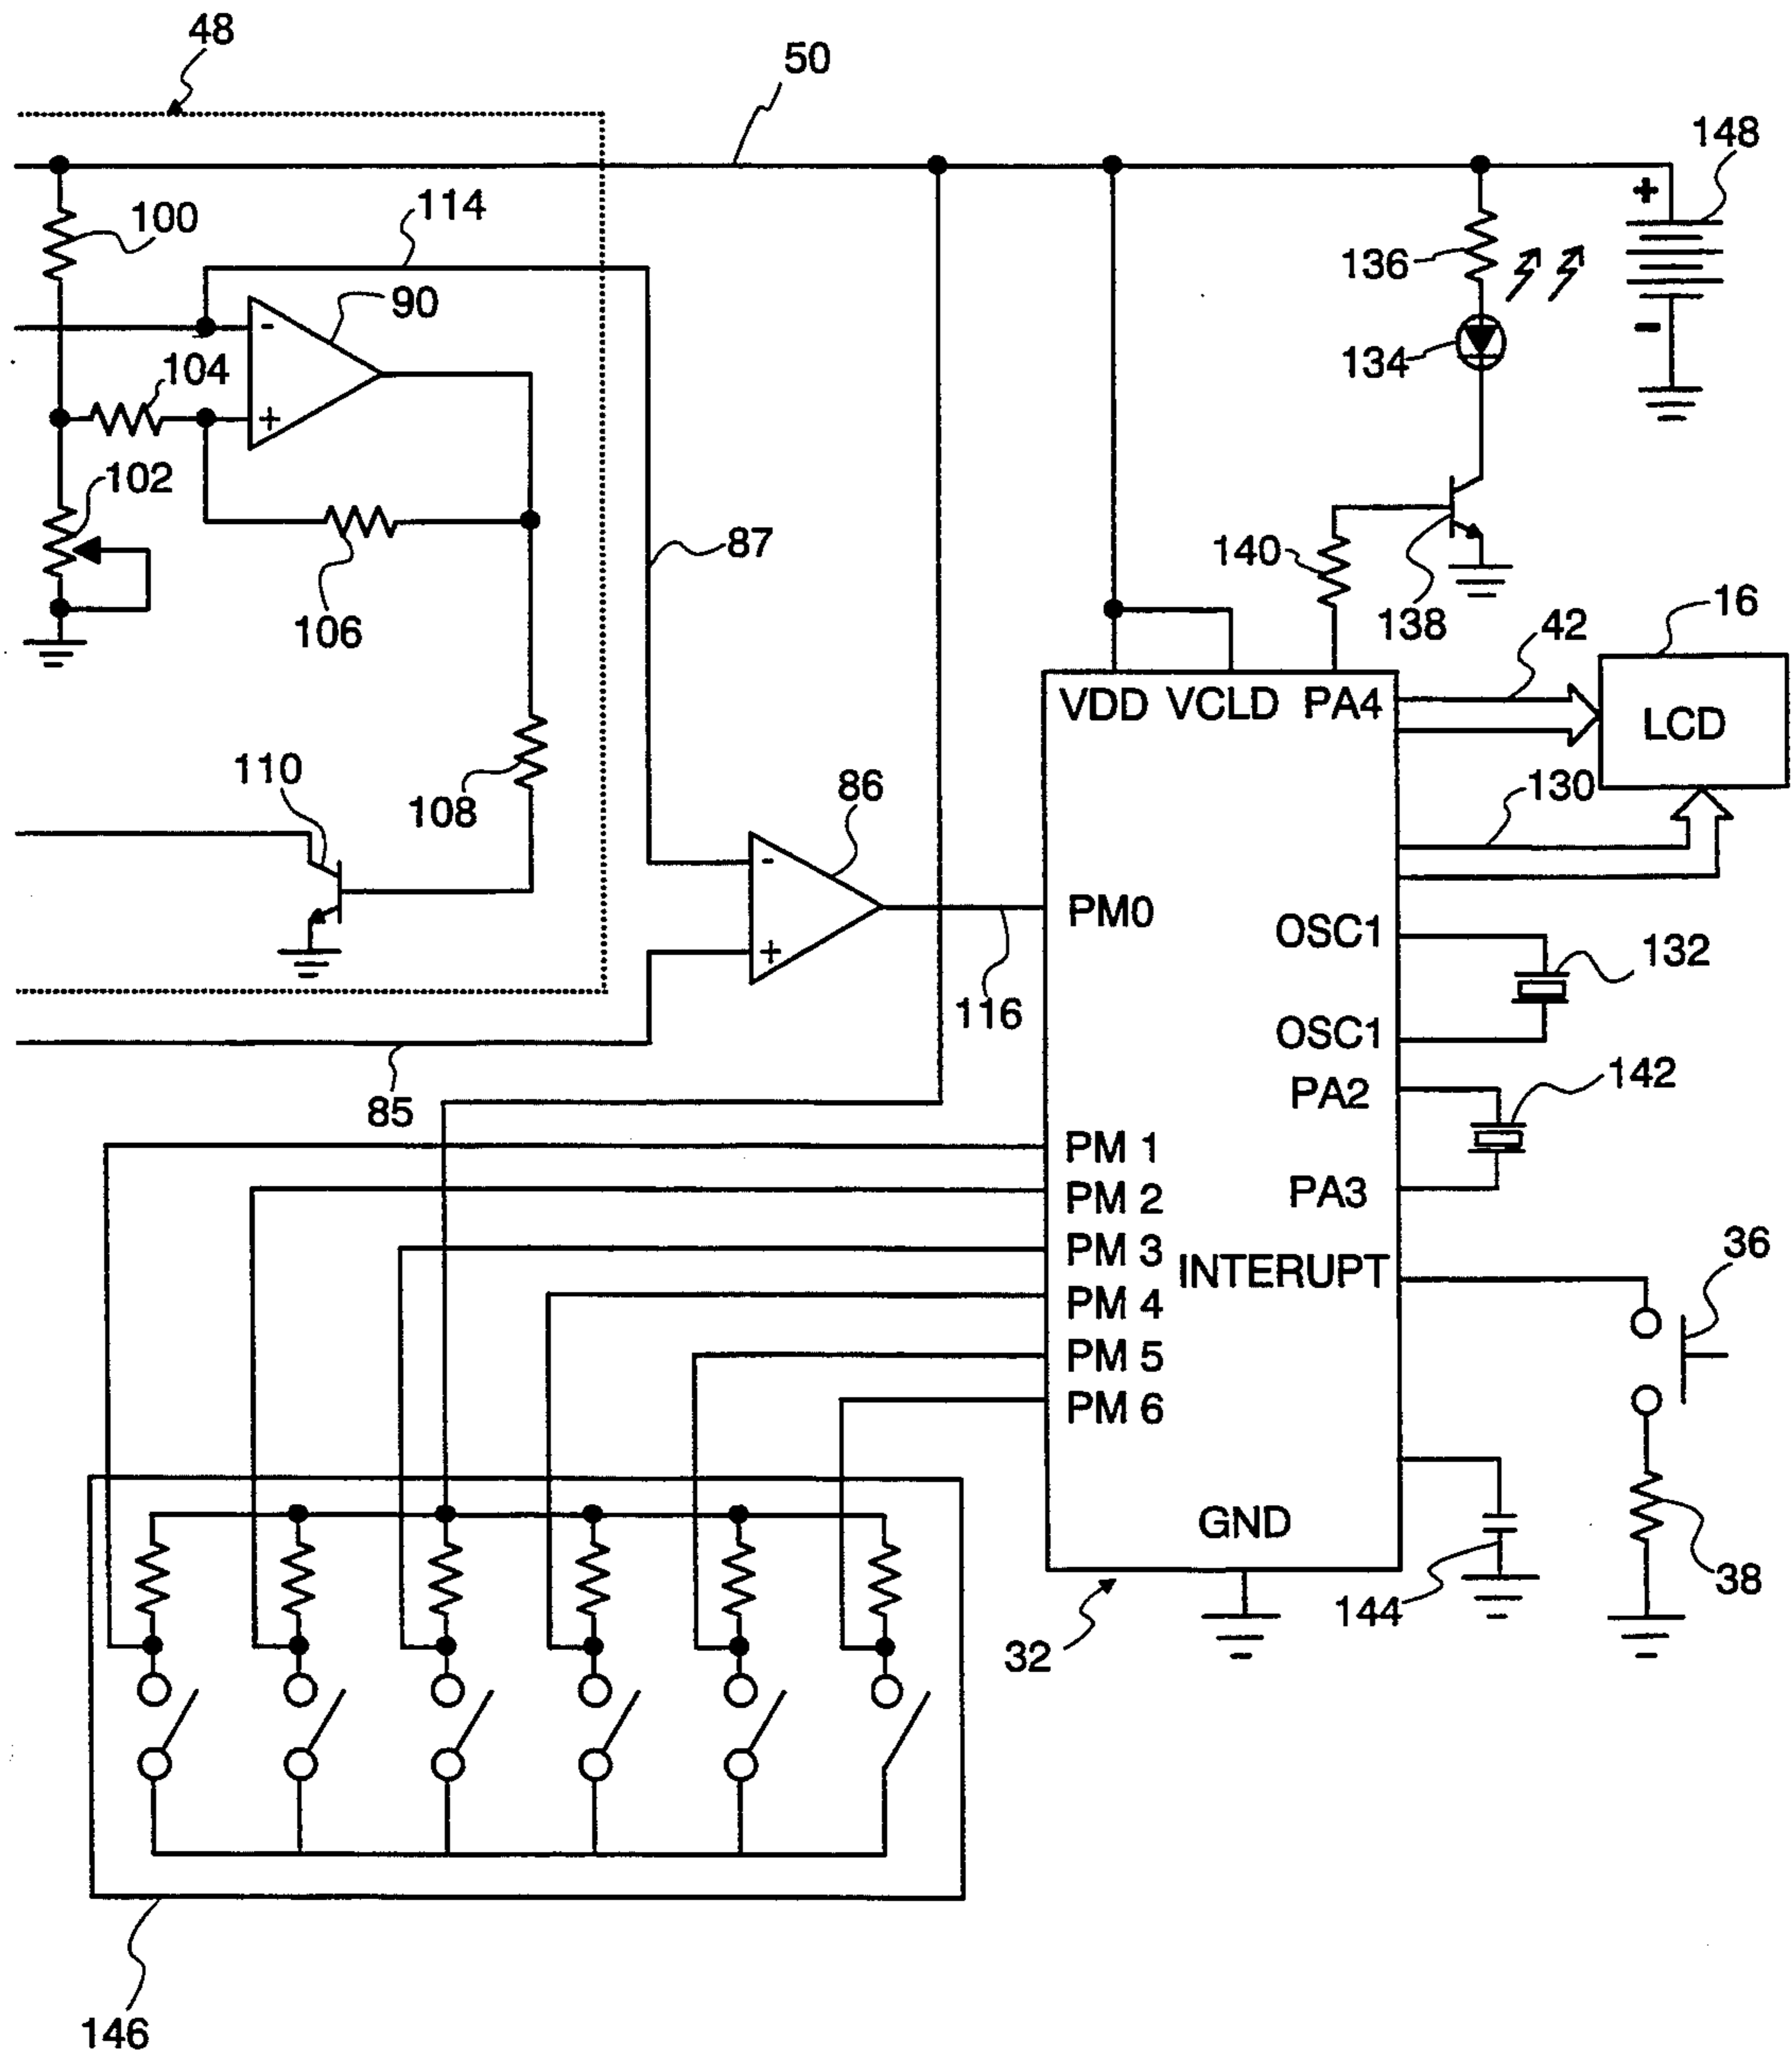 48
50
148
+
-
100
114
90
136
134
-
104
+
102
87
140
106
138
16
42
VDD VCLD PA4
LCD
110
108
86
130
-
PM0
OSC1
132
+
116
OSC1
85
PA2
142
PM 1
PA3
PM 2
PM 3
INTERUPT
36
PM 4
PM 5
PM 6
GND
38
144
32
146